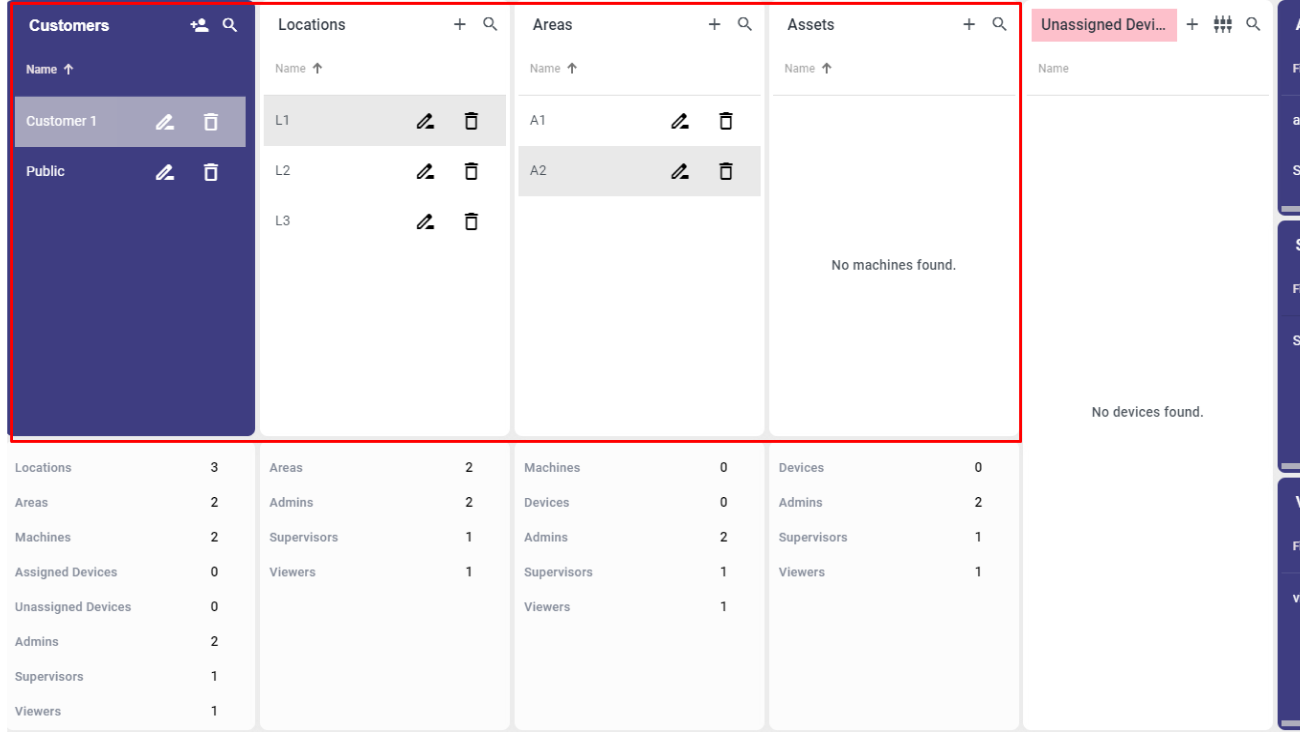 Customers
Name
Customer 1
Public
Locations
Name
L1
L2
L3
Areas
Name
A1
A2
Assets
Name
No machines found.
Unassigned Devi...
Name
No devices found.
Locations 3
Areas 2
Machines 2
Assigned Devices 0
Unassigned Devices 0
Admins 2
Supervisors 1
Viewers 1
Areas 2
Admins 2
Supervisors 1
Viewers 1
Machines 0
Devices 0
Admins 2
Supervisors 1
Viewers 1
Devices 0
Admins 2
Supervisors 1
Viewers 1